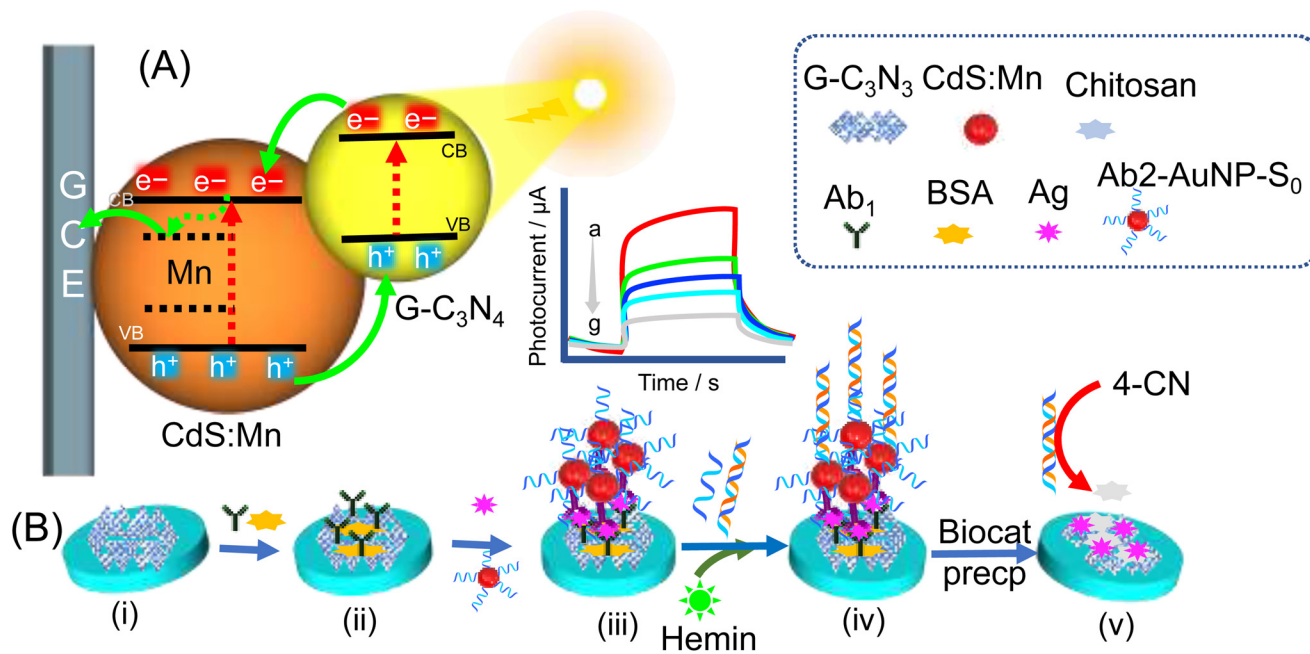 (A)
G
C
E
e– e– e–
CB
Mn
VB
h⁺ h⁺ h⁺
CdS:Mn
e– e–
CB
VB
h⁺ h⁺
G-C₃N₄
Photocurrent / µA
a
g
Time / s
G-C₃N₃ CdS:Mn Chitosan
Ab₁ BSA Ag Ab2-AuNP-S₀
(B)
(i)
(ii)
(iii)
Hemin
(iv)
Biocat
precp
4-CN
(v)